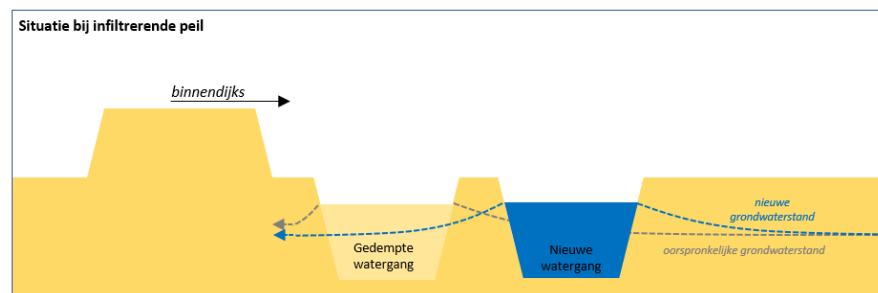 Situatie bij infiltrerende peil
binnendijks
nieuwe
grondwaterstand
Gedempte
watergang
Nieuwe
watergang
oorspronkelijke grondwaterstand